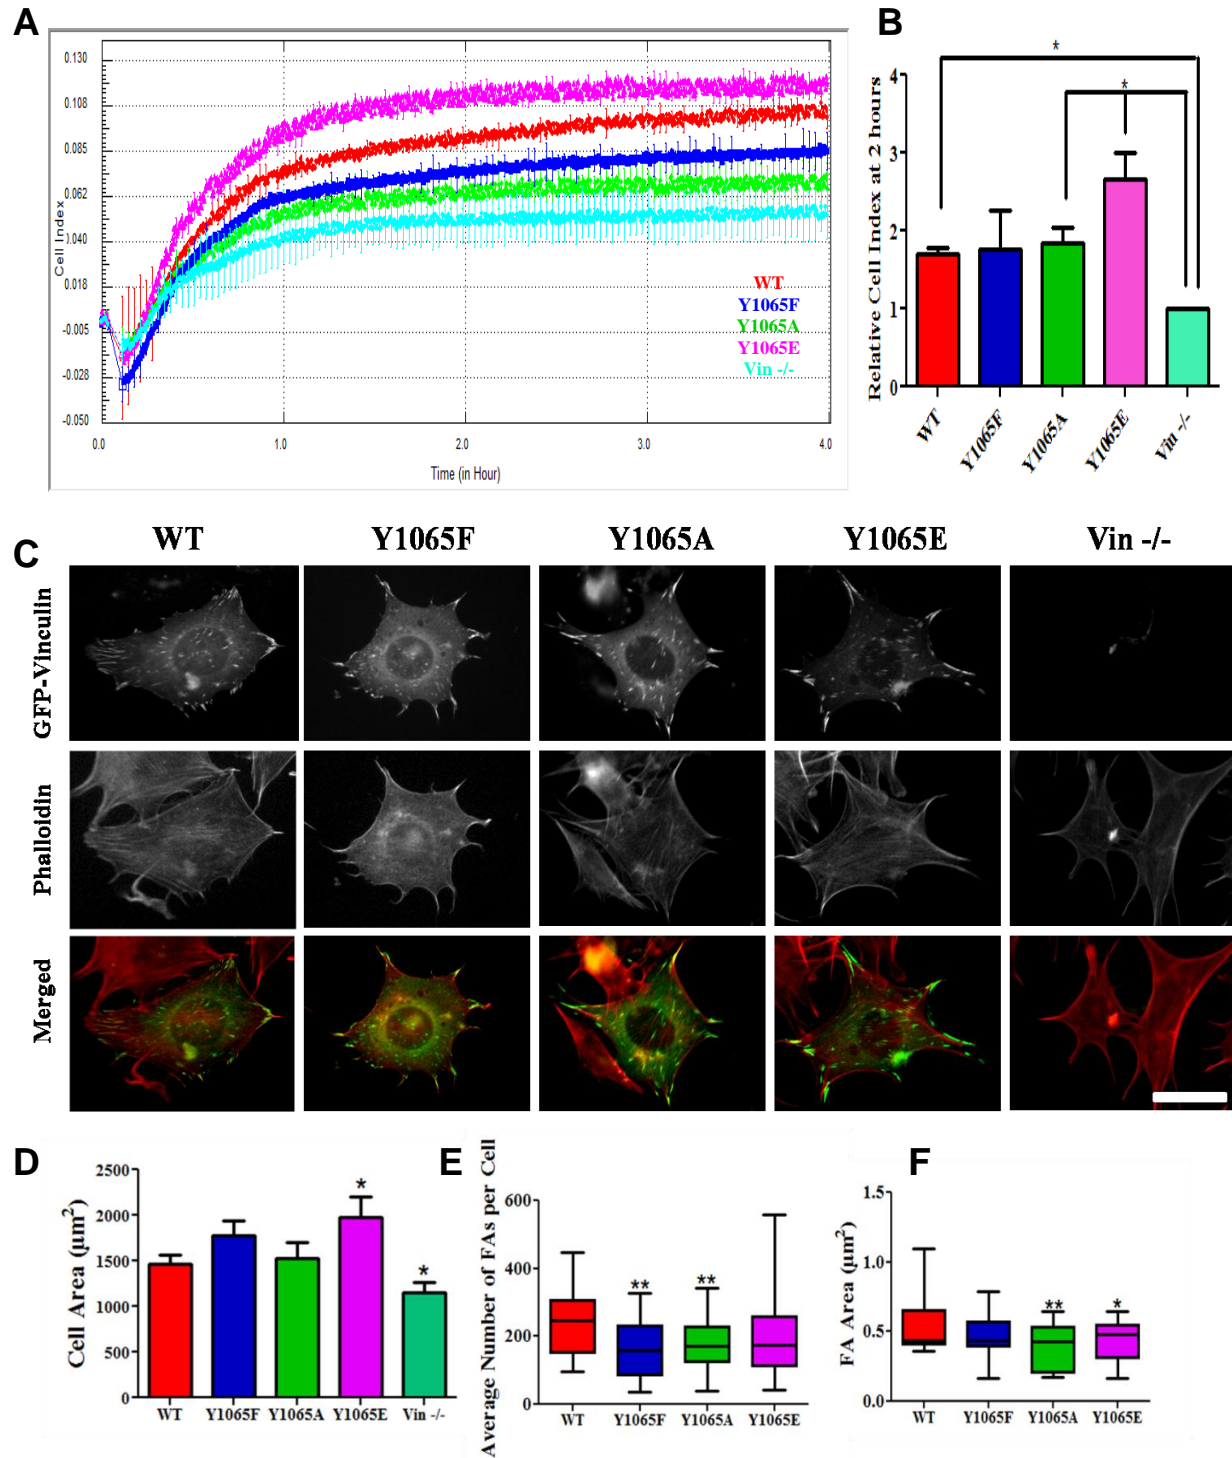 A
0.130
0.108
0.085
0.062
0.040
0.018
-0.005
-0.028
-0.050
Cell Index
0.0
1.0
2.0
3.0
4.0
Time (in Hour)
WT
Y1065F
Y1065A
Y1065E
Vin -/-
B
Relative Cell Index at 2 hours
4
3
2
1
0
*
*
WT
Y1065F
Y1065A
Y1065E
Vin -/-
C
WT
Y1065F
Y1065A
Y1065E
Vin -/-
GFP-Vinculin
Phalloidin
Merged
D
Cell Area (µm2)
2500
2000
1500
1000
500
0
*
*
WT
Y1065F
Y1065A
Y1065E
Vin -/-
E
Average Number of FAs per Cell
600
400
200
0
**
**
WT
Y1065F
Y1065A
Y1065E
F
FA Area (µm2)
1.5
1.0
0.5
0.0
**
*
WT
Y1065F
Y1065A
Y1065E